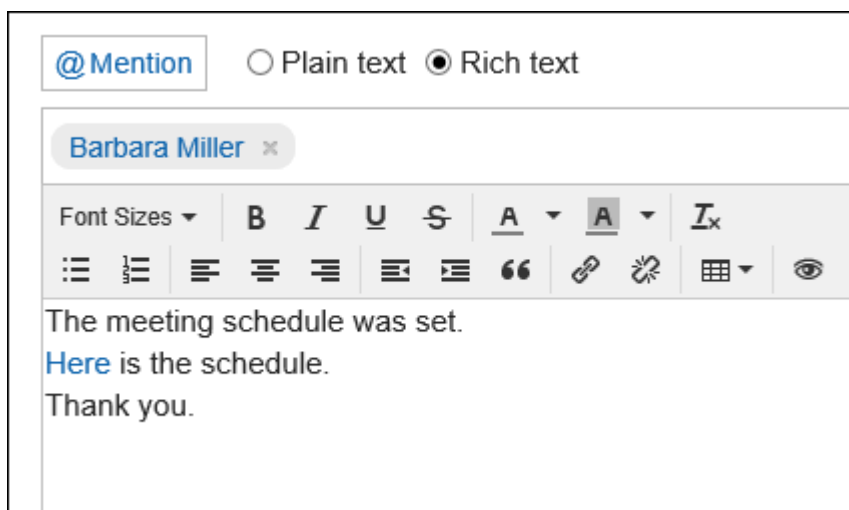 @Mention Plain text Rich text
Barbara Miller ×
Font Sizes B I U S A A Ix
The meeting schedule was set.
Here is the schedule.
Thank you.